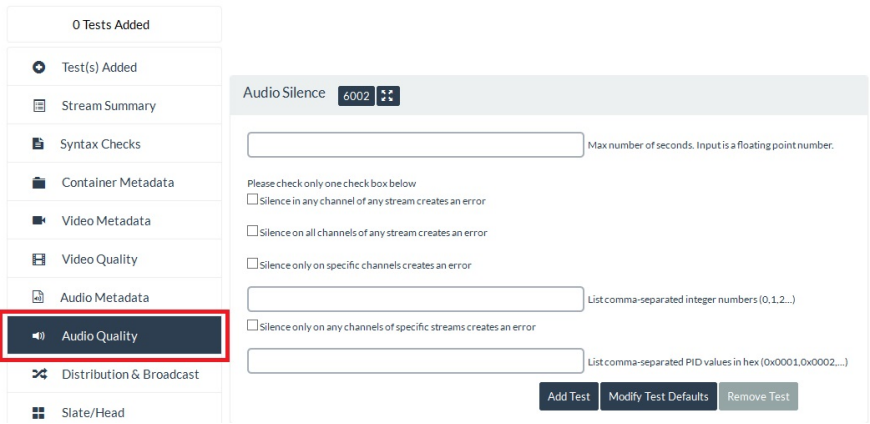 0 Tests Added
Test(s) Added
Stream Summary
Syntax Checks
Container Metadata
Video Metadata
Video Quality
Audio Metadata
Audio Quality
Distribution & Broadcast
Slate/Head
Audio Silence 6002
Max number of seconds. Input is a floating point number.
Please check only one check box below
Silence in any channel of any stream creates an error
Silence on all channels of any stream creates an error
Silence only on specific channels creates an error
List comma-separated integer numbers (0,1,2...)
Silence only on any channels of specific streams creates an error
List comma-separated PID values in hex (0x0001,0x0002,...)
Add Test Modify Test Defaults Remove Test